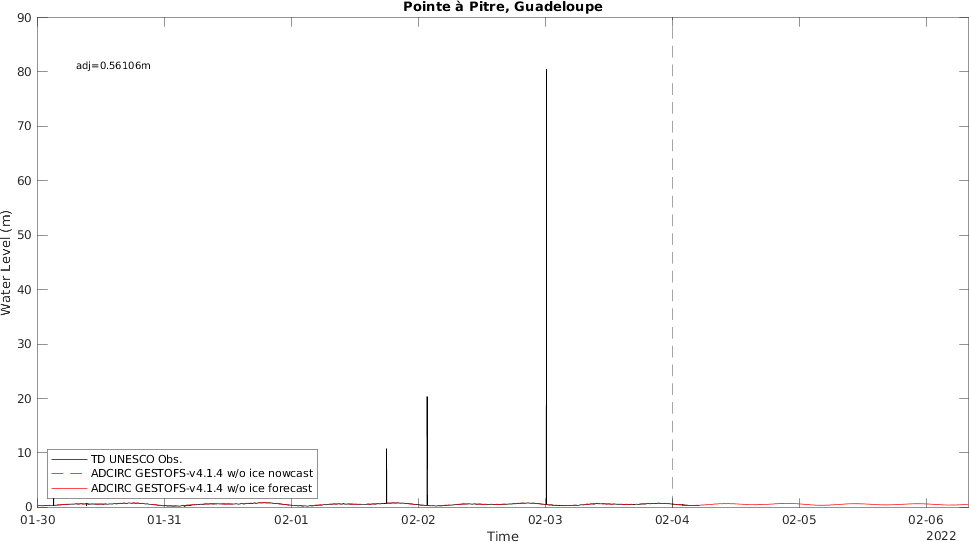 Pointe à Pitre, Guadeloupe
90
adj=0.56106m
80
70
60
50
40
30
20
10
0
Water Level (m)
TD UNESCO Obs.
ADCIRC GESTOFS-v4.1.4 w/o ice nowcast
ADCIRC GESTOFS-v4.1.4 w/o ice forecast
01-30 01-31 02-01 02-02 02-03 02-04 02-05 02-06
Time 2022